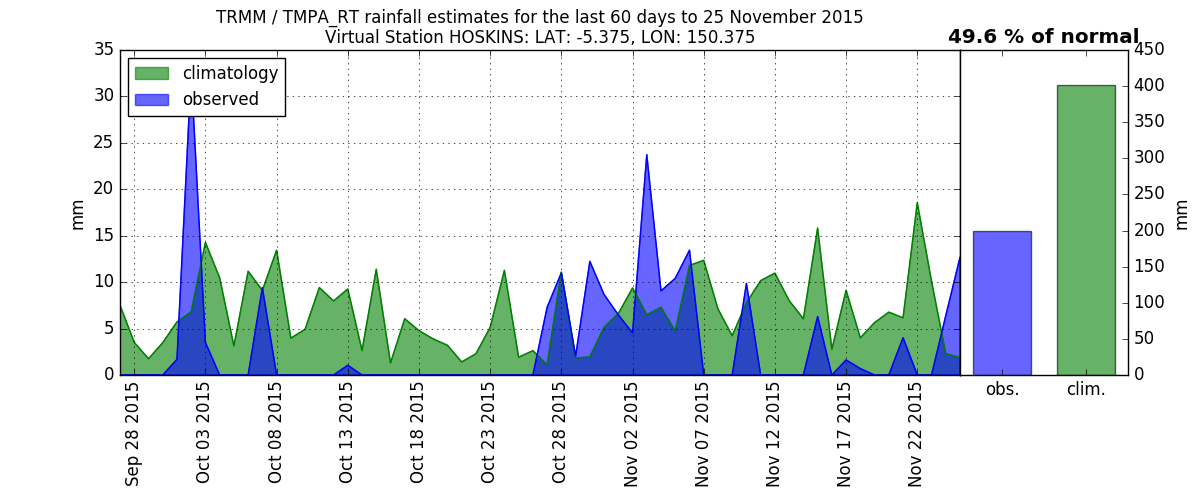 TRMM / TMPA_RT rainfall estimates for the last 60 days to 25 November 2015
Virtual Station HOSKINS: LAT: -5.375, LON: 150.375
49.6 % of normal
climatology
observed
35
30
25
20
15
10
5
0
mm
450
400
350
300
250
200
150
100
50
0
mm
Sep 28 2015
Oct 03 2015
Oct 08 2015
Oct 13 2015
Oct 18 2015
Oct 23 2015
Oct 28 2015
Nov 02 2015
Nov 07 2015
Nov 12 2015
Nov 17 2015
Nov 22 2015
obs.
clim.